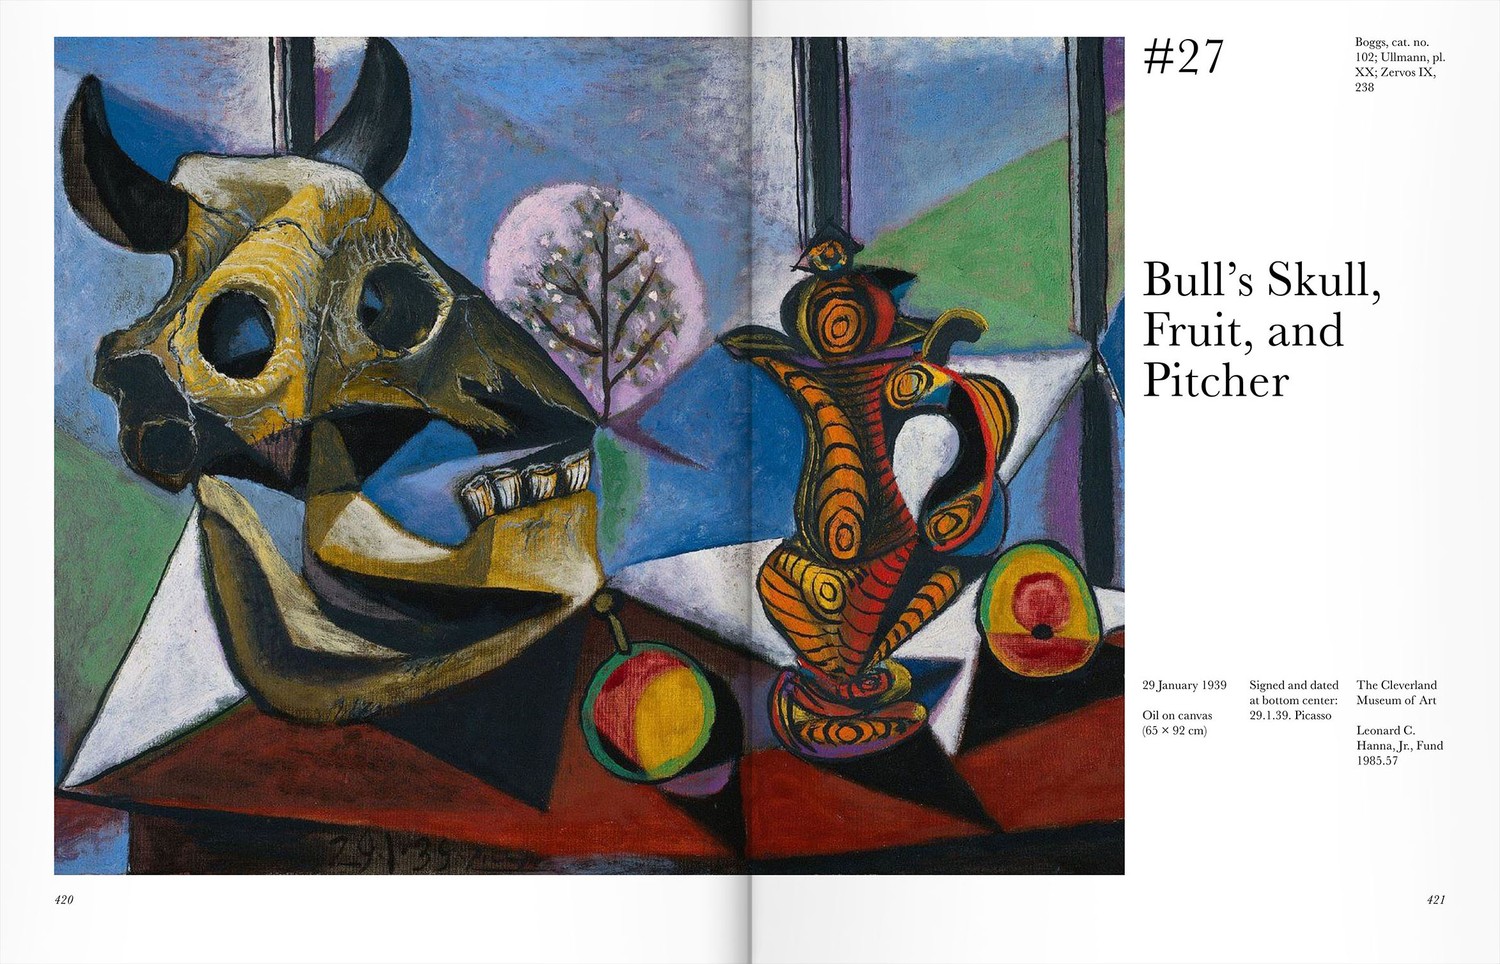 #27
Boggs, cat. no.
102; Ullmann, pl.
XX; Zervos IX,
238
Bull’s Skull,
Fruit, and
Pitcher
29 January 1939
Oil on canvas
(65 × 92 cm)
Signed and dated
at bottom center:
29.1.39. Picasso
The Cleverland
Museum of Art
Leonard C.
Hanna, Jr., Fund
1985.57
29.1.39.
420
421